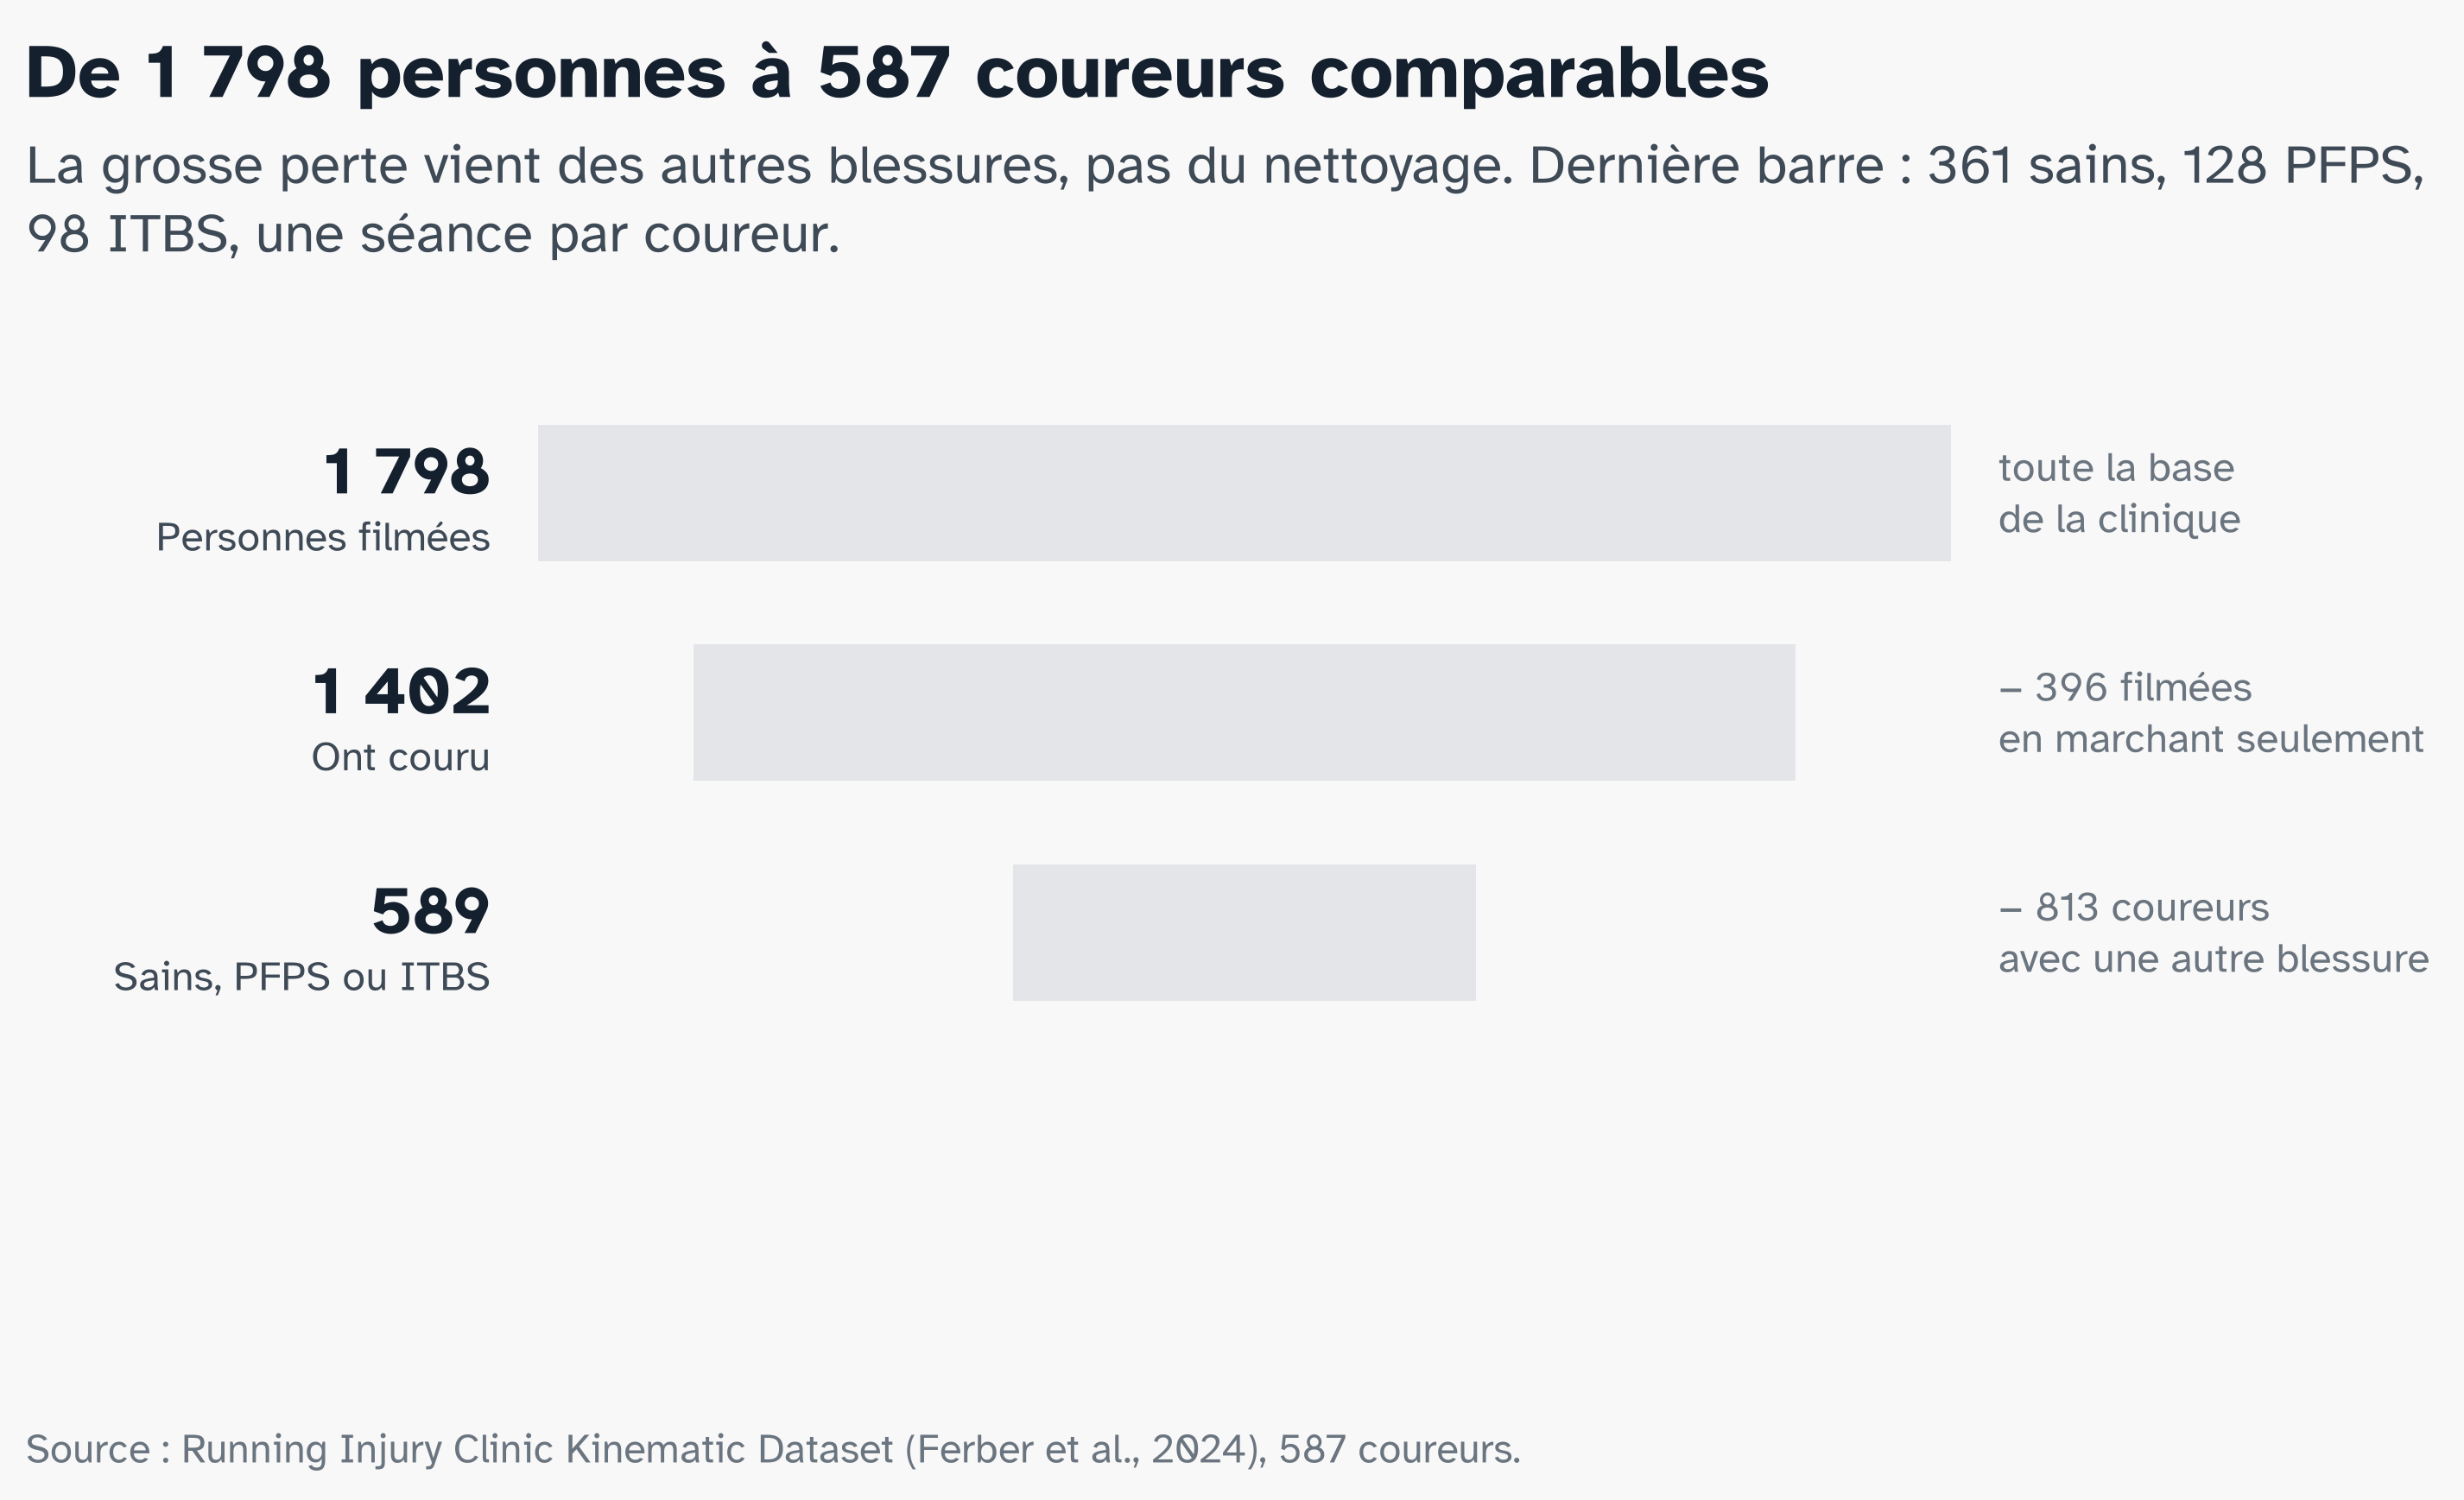 De 1 798 personnes à 587 coureurs comparables
La grosse perte vient des autres blessures, pas du nettoyage. Dernière barre : 361 sains, 128 PFPS,
98 ITBS, une séance par coureur.
1 798
Personnes filmées
toute la base
de la clinique
1 402
Ont couru
– 396 filmées
en marchant seulement
589
Sains, PFPS ou ITBS
– 813 coureurs
avec une autre blessure
Source : Running Injury Clinic Kinematic Dataset (Ferber et al., 2024), 587 coureurs.